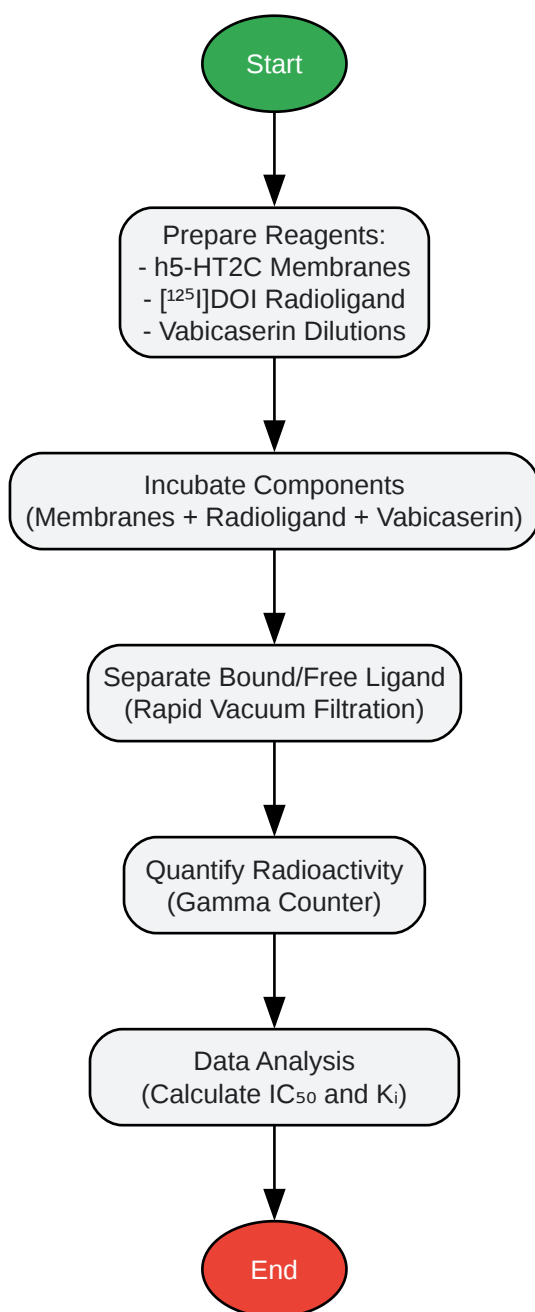 Start
Prepare Reagents:
- h5-HT2C Membranes
- [¹²⁵I]DOI Radioligand
- Vabicaserin Dilutions
Incubate Components
(Membranes + Radioligand + Vabicaserin)
Separate Bound/Free Ligand
(Rapid Vacuum Filtration)
Quantify Radioactivity
(Gamma Counter)
Data Analysis
(Calculate IC₅₀ and Kᵢ)
End